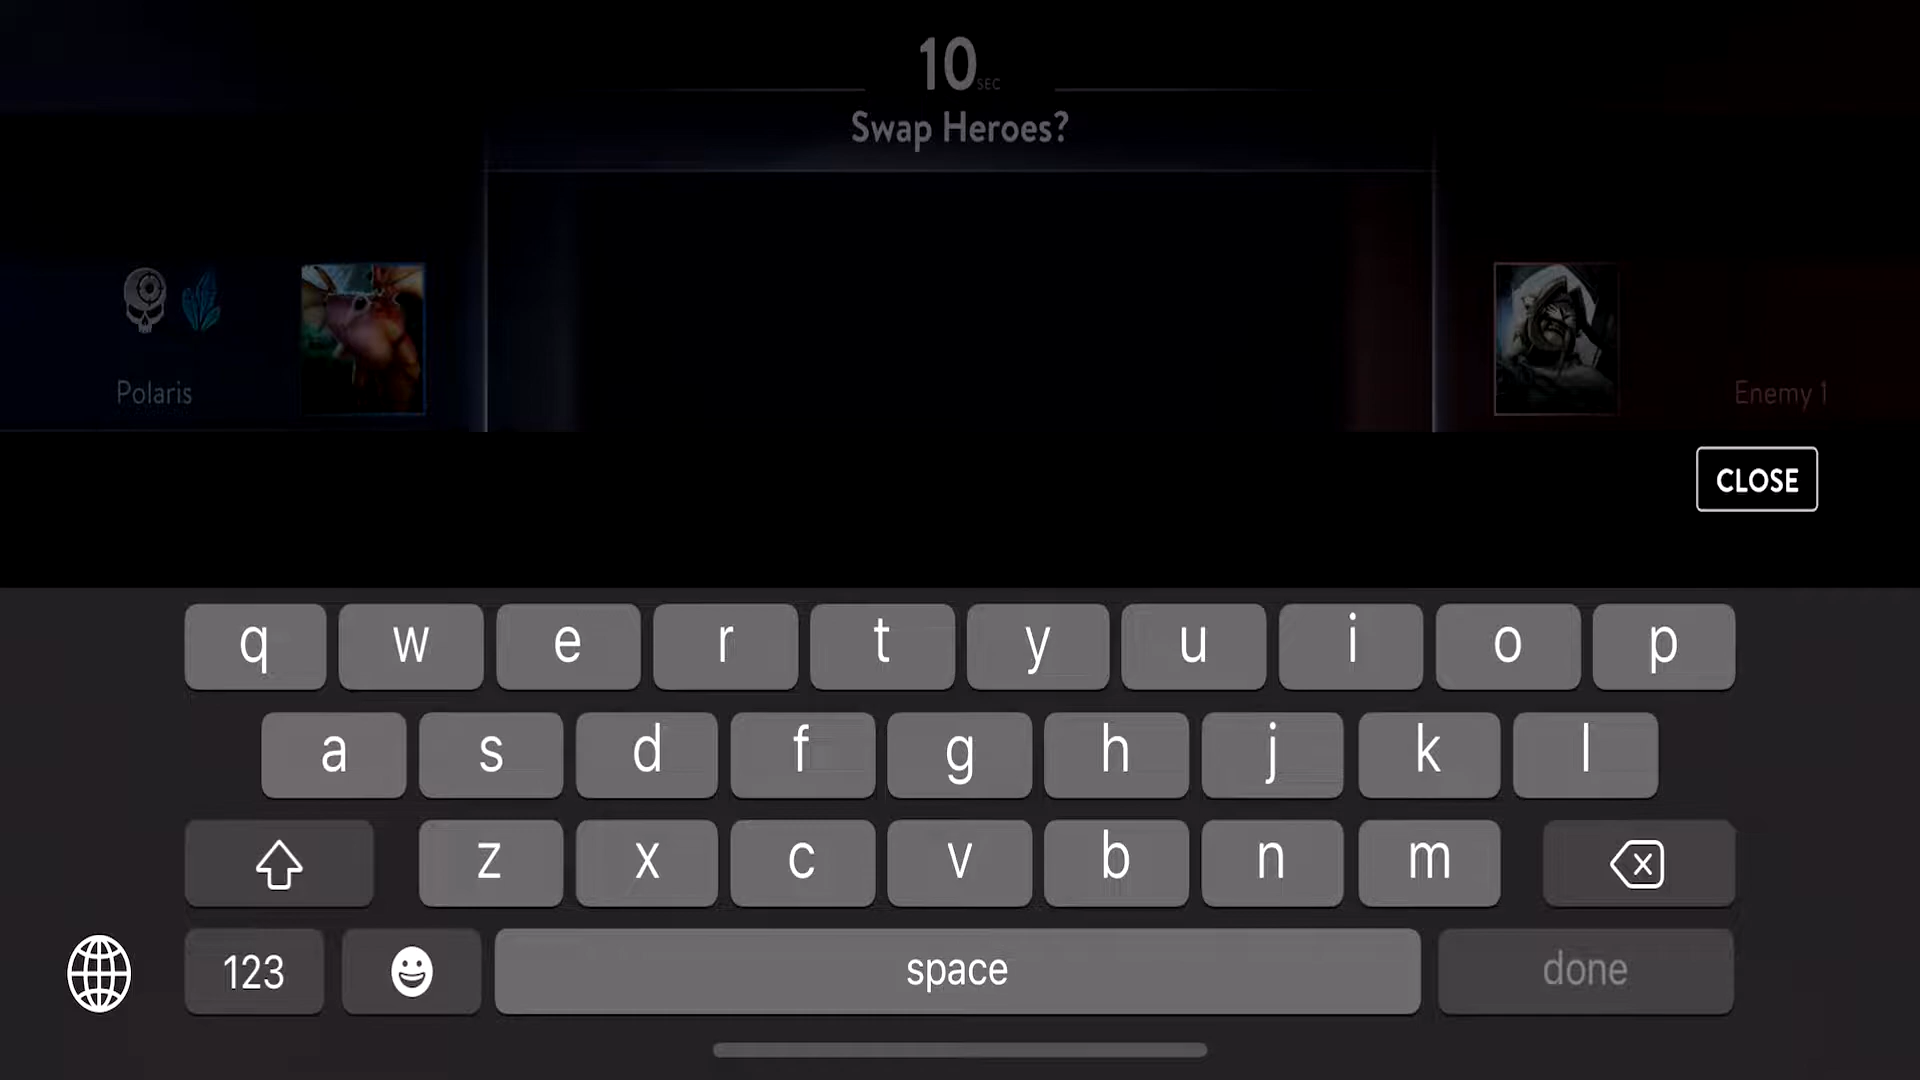 10 SEC
Swap Heroes?
Polaris
Enemy 1
CLOSE
q w e r t y u i o p
a s d f g h j k l
z x c v b n m
123 space done